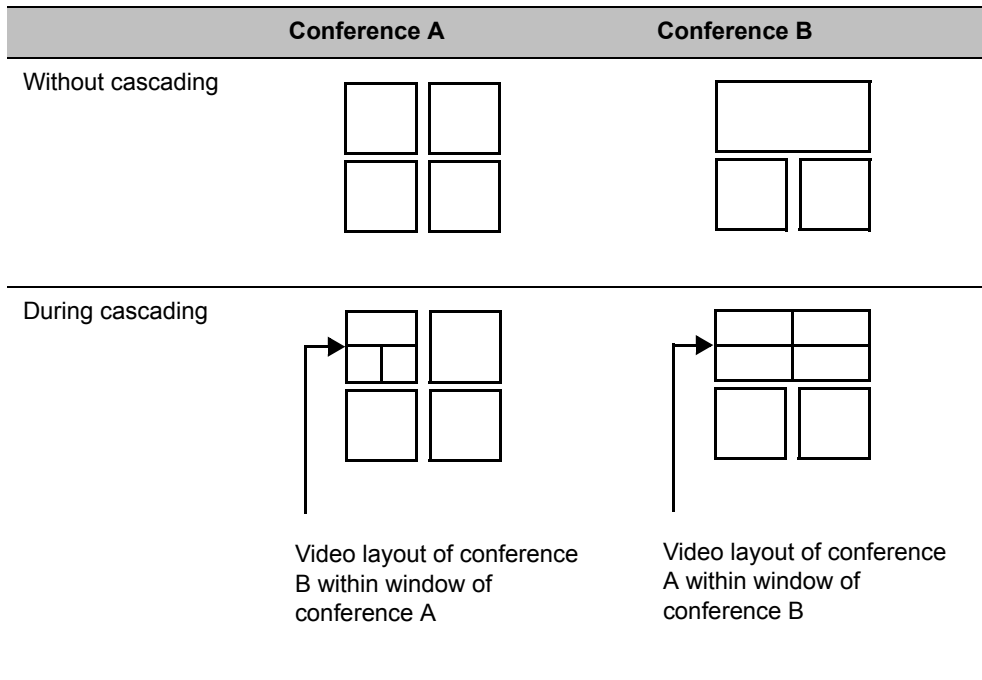 Conference A Conference B
Without cascading
During cascading
Video layout of conference
B within window of
conference A
Video layout of conference
A within window of
conference B